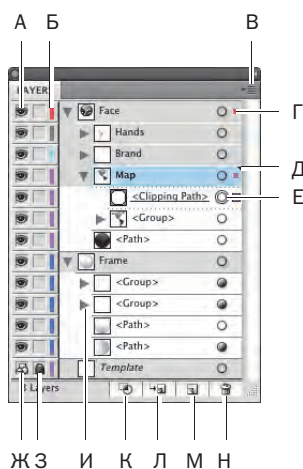 А Б В
LAYERS
Face
Г
Hands
Brand
Map
Д
<Clipping Path>
Е
<Group>
<Path>
Frame
<Group>
<Group>
<Path>
<Path>
Template
Layers
Ж З И К Л М Н